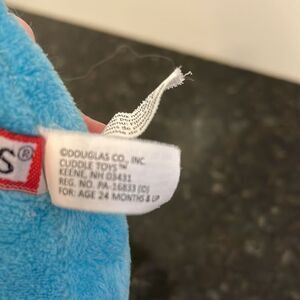 S®
©DOUGLAS CO., INC.
CUDDLE TOYS™
KEENE, NH 03431
REG. NO. PA-16833 (D)
FOR: AGE 24 MONTHS & UP